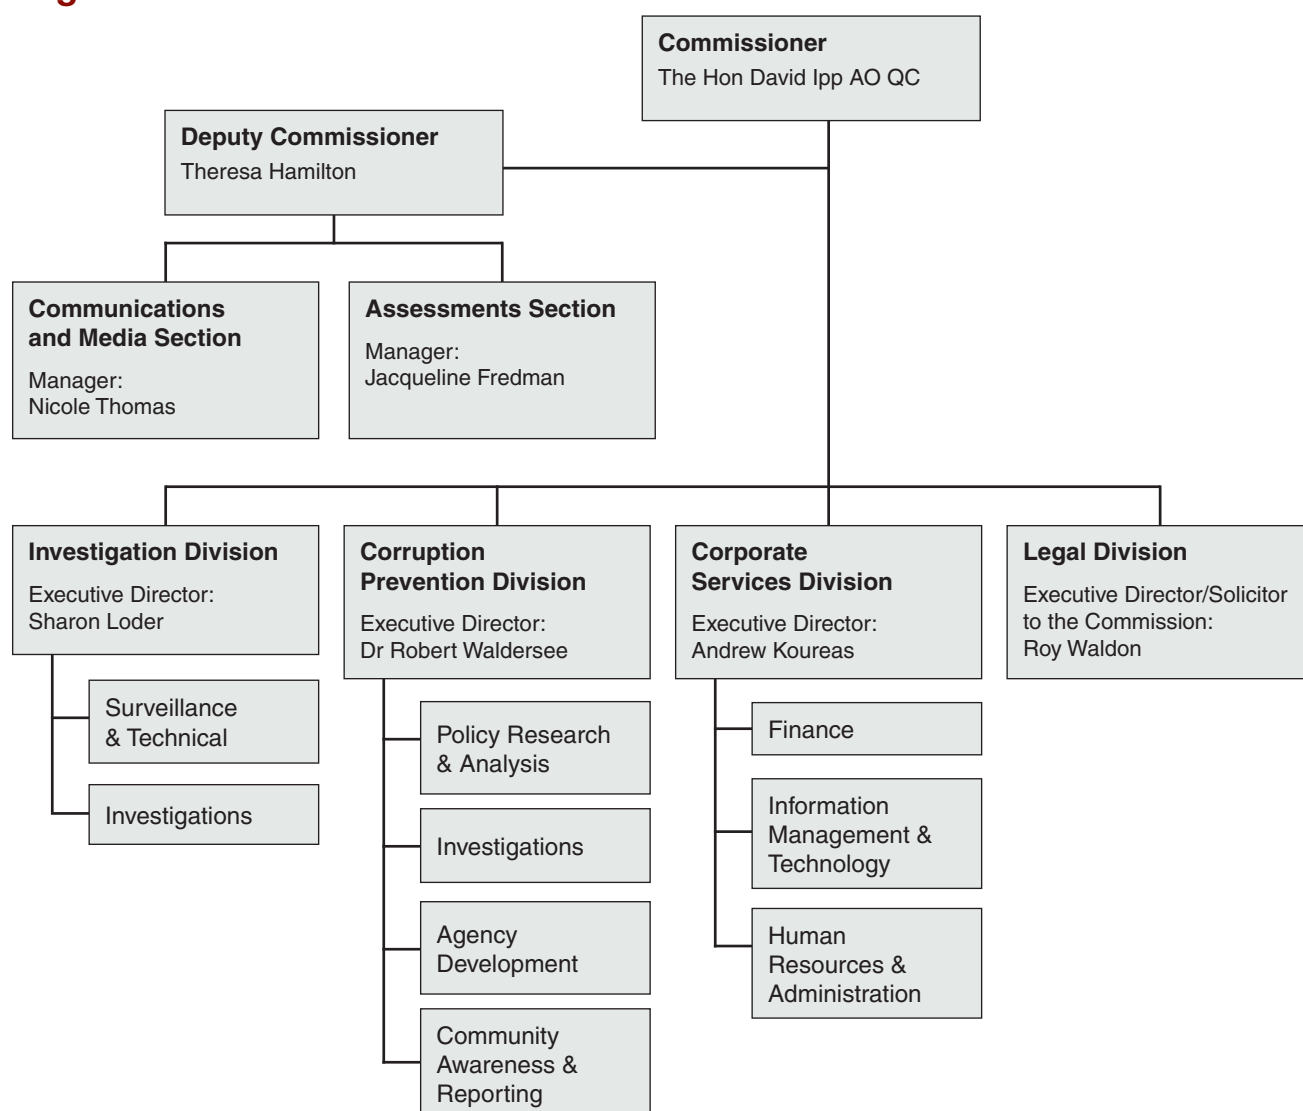 Commissioner
The Hon David Ipp AO QC
Deputy Commissioner
Theresa Hamilton
Communications
and Media Section
Manager:
Nicole Thomas
Assessments Section
Manager:
Jacqueline Fredman
Investigation Division
Executive Director:
Sharon Loder
Surveillance
& Technical
Investigations
Corruption
Prevention Division
Executive Director:
Dr Robert Waldersee
Policy Research
& Analysis
Investigations
Agency
Development
Community
Awareness &
Reporting
Corporate
Services Division
Executive Director:
Andrew Koureas
Finance
Information
Management &
Technology
Human
Resources &
Administration
Legal Division
Executive Director/Solicitor
to the Commission:
Roy Waldon